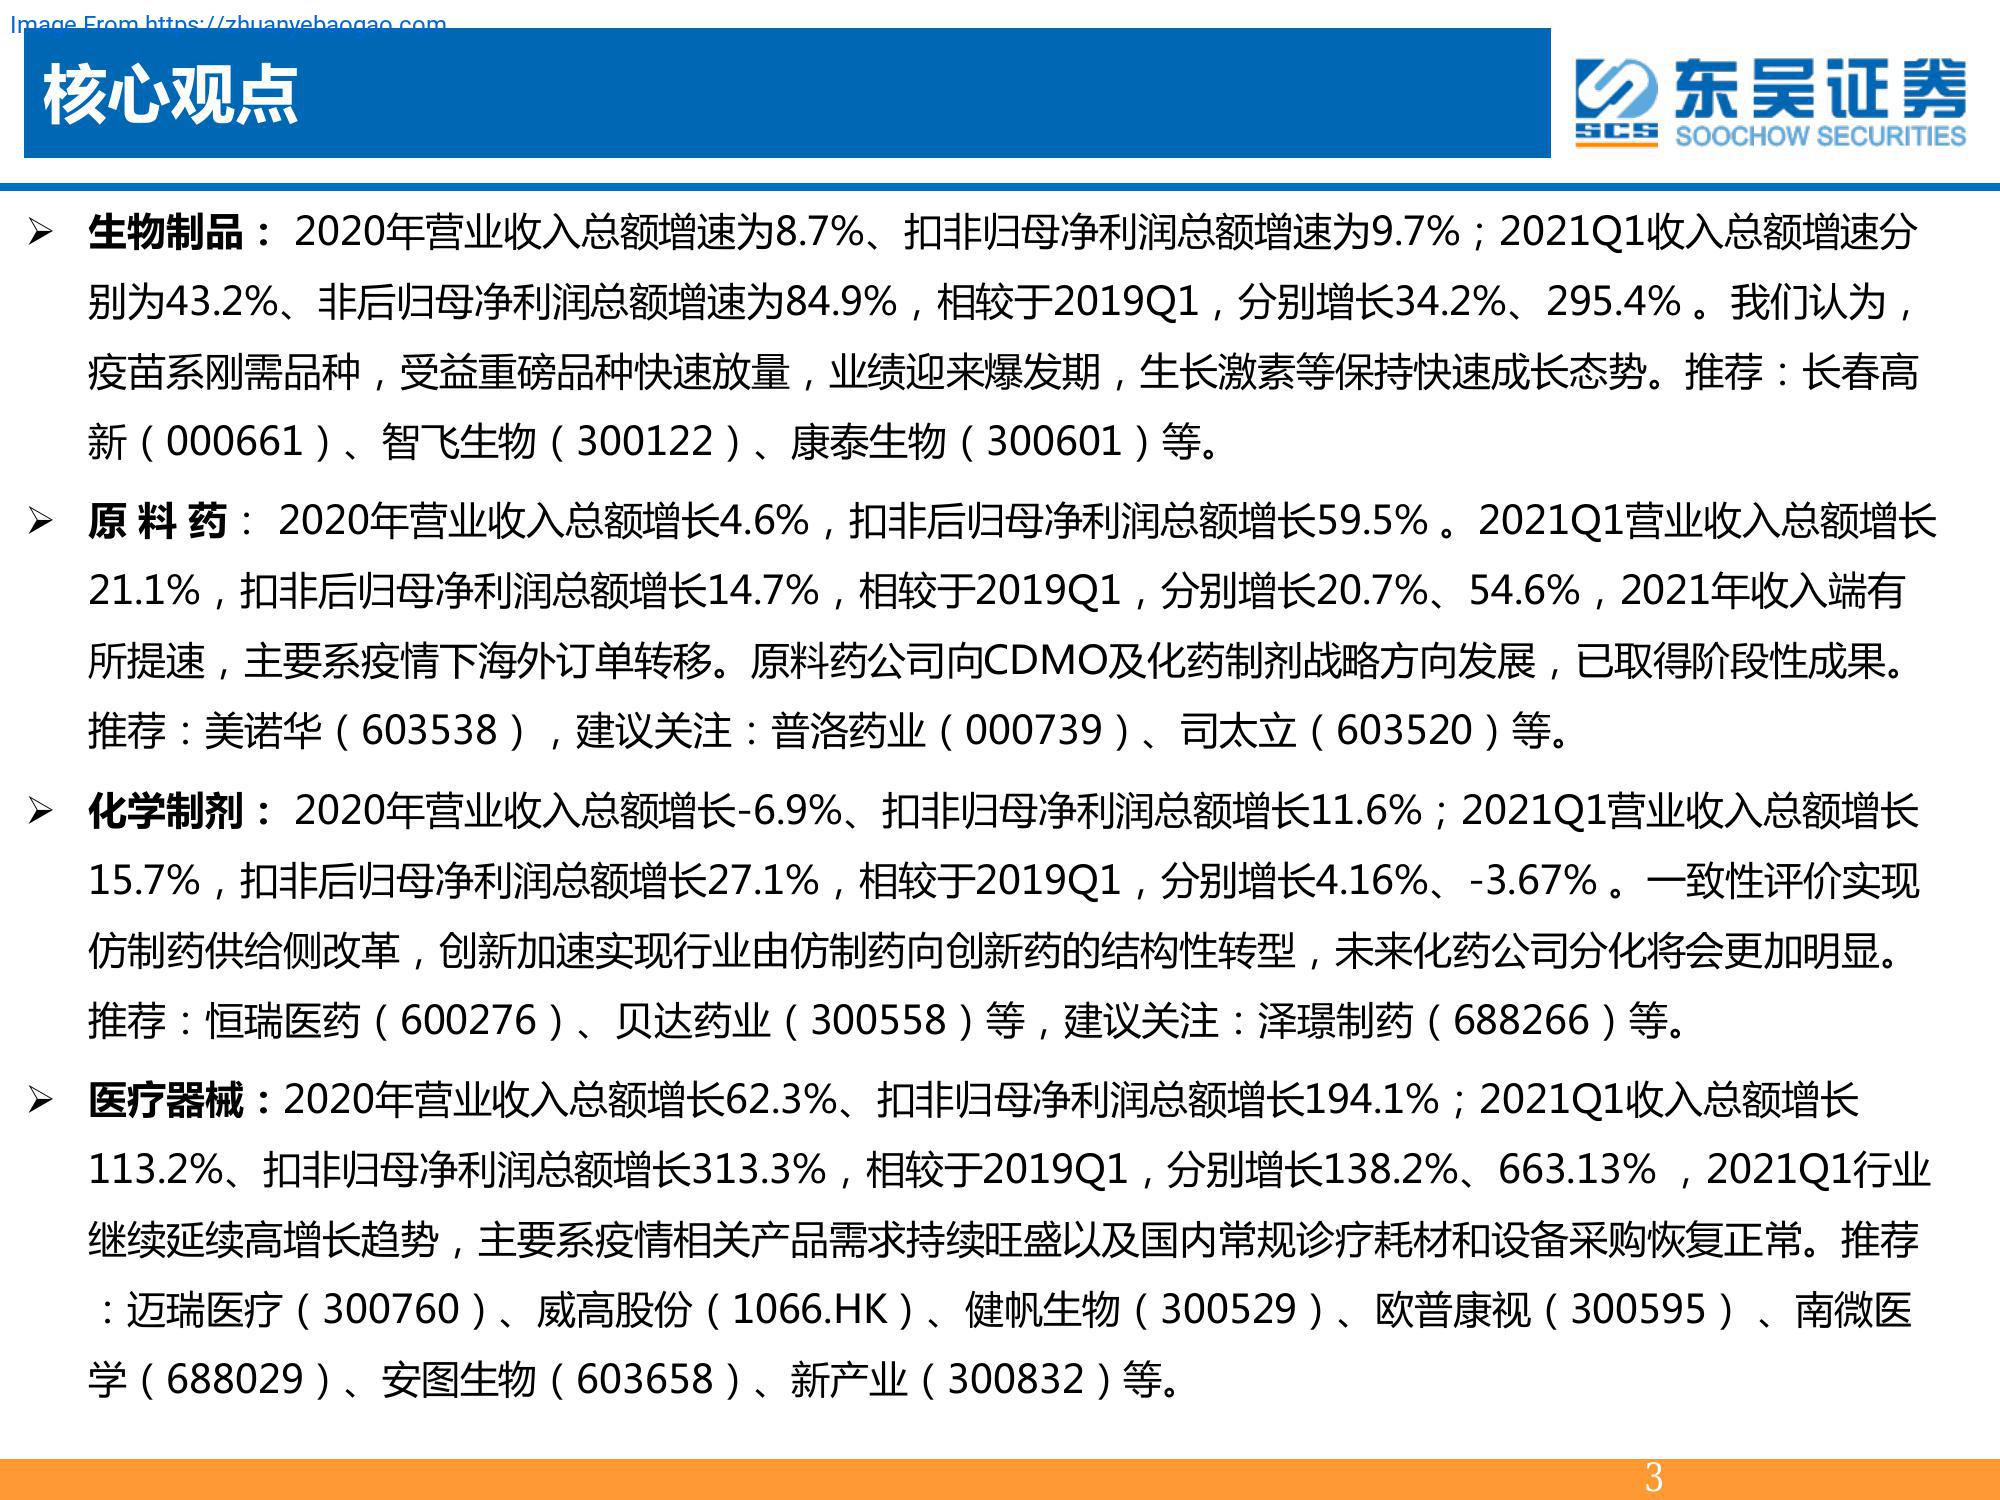 Image From https://zhuanyebaogao.com
核心观点
东吴证券
SCS
SOOCHOW SECURITIES
➢ 生物制品： 2020年营业收入总额增速为8.7%、扣非归母净利润总额增速为9.7%；2021Q1收入总额增速分
别为43.2%、非后归母净利润总额增速为84.9%，相较于2019Q1，分别增长34.2%、295.4% 。我们认为，
疫苗系刚需品种，受益重磅品种快速放量，业绩迎来爆发期，生长激素等保持快速成长态势。推荐：长春高
新（000661）、智飞生物（300122）、康泰生物（300601）等。
➢ 原 料 药： 2020年营业收入总额增长4.6%，扣非后归母净利润总额增长59.5% 。2021Q1营业收入总额增长
21.1%，扣非后归母净利润总额增长14.7%，相较于2019Q1，分别增长20.7%、54.6%，2021年收入端有
所提速，主要系疫情下海外订单转移。原料药公司向CDMO及化药制剂战略方向发展，已取得阶段性成果。
推荐：美诺华（603538），建议关注：普洛药业（000739）、司太立（603520）等。
➢ 化学制剂： 2020年营业收入总额增长-6.9%、扣非归母净利润总额增长11.6%；2021Q1营业收入总额增长
15.7%，扣非后归母净利润总额增长27.1%，相较于2019Q1，分别增长4.16%、-3.67% 。一致性评价实现
仿制药供给侧改革，创新加速实现行业由仿制药向创新药的结构性转型，未来化药公司分化将会更加明显。
推荐：恒瑞医药（600276）、贝达药业（300558）等，建议关注：泽璟制药（688266）等。
➢ 医疗器械：2020年营业收入总额增长62.3%、扣非归母净利润总额增长194.1%；2021Q1收入总额增长
113.2%、扣非归母净利润总额增长313.3%，相较于2019Q1，分别增长138.2%、663.13% ，2021Q1行业
继续延续高增长趋势，主要系疫情相关产品需求持续旺盛以及国内常规诊疗耗材和设备采购恢复正常。推荐
：迈瑞医疗（300760）、威高股份（1066.HK）、健帆生物（300529）、欧普康视（300595） 、南微医
学（688029）、安图生物（603658）、新产业（300832）等。
3